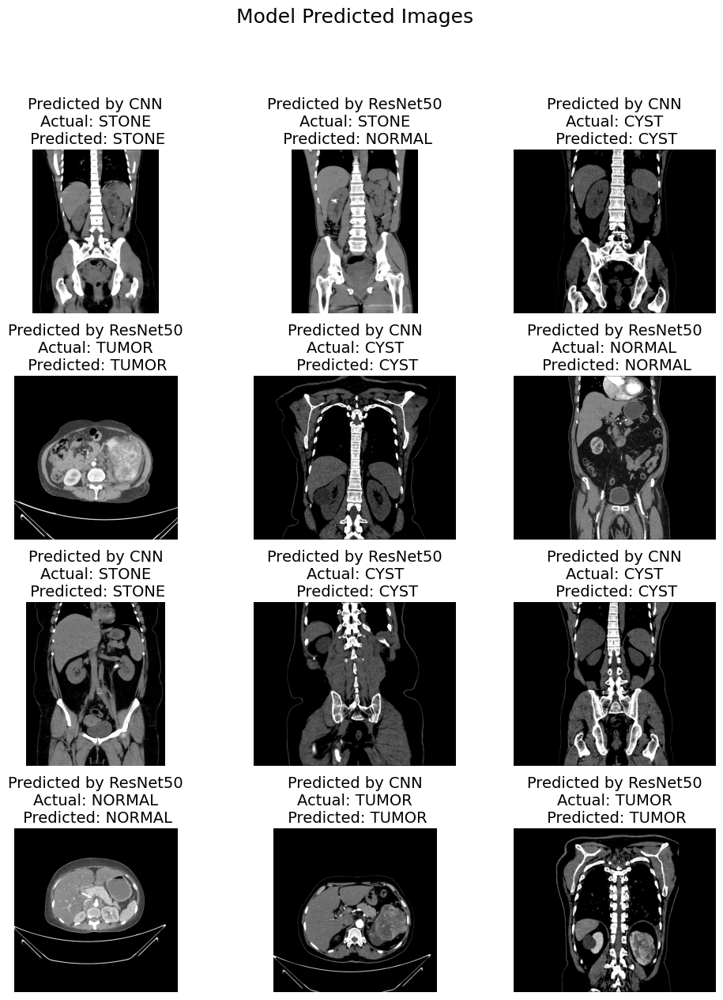 Model Predicted Images
Predicted by CNN
Actual: STONE
Predicted: STONE
Predicted by ResNet50
Actual: STONE
Predicted: NORMAL
Predicted by CNN
Actual: CYST
Predicted: CYST
Predicted by ResNet50
Actual: TUMOR
Predicted: TUMOR
Predicted by CNN
Actual: CYST
Predicted: CYST
Predicted by ResNet50
Actual: NORMAL
Predicted: NORMAL
Predicted by CNN
Actual: STONE
Predicted: STONE
Predicted by ResNet50
Actual: CYST
Predicted: CYST
Predicted by CNN
Actual: CYST
Predicted: CYST
Predicted by ResNet50
Actual: NORMAL
Predicted: NORMAL
Predicted by CNN
Actual: TUMOR
Predicted: TUMOR
Predicted by ResNet50
Actual: TUMOR
Predicted: TUMOR